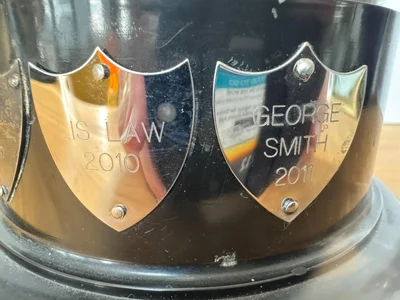 IS LAW
2010
GEORGE
SMITH
2011